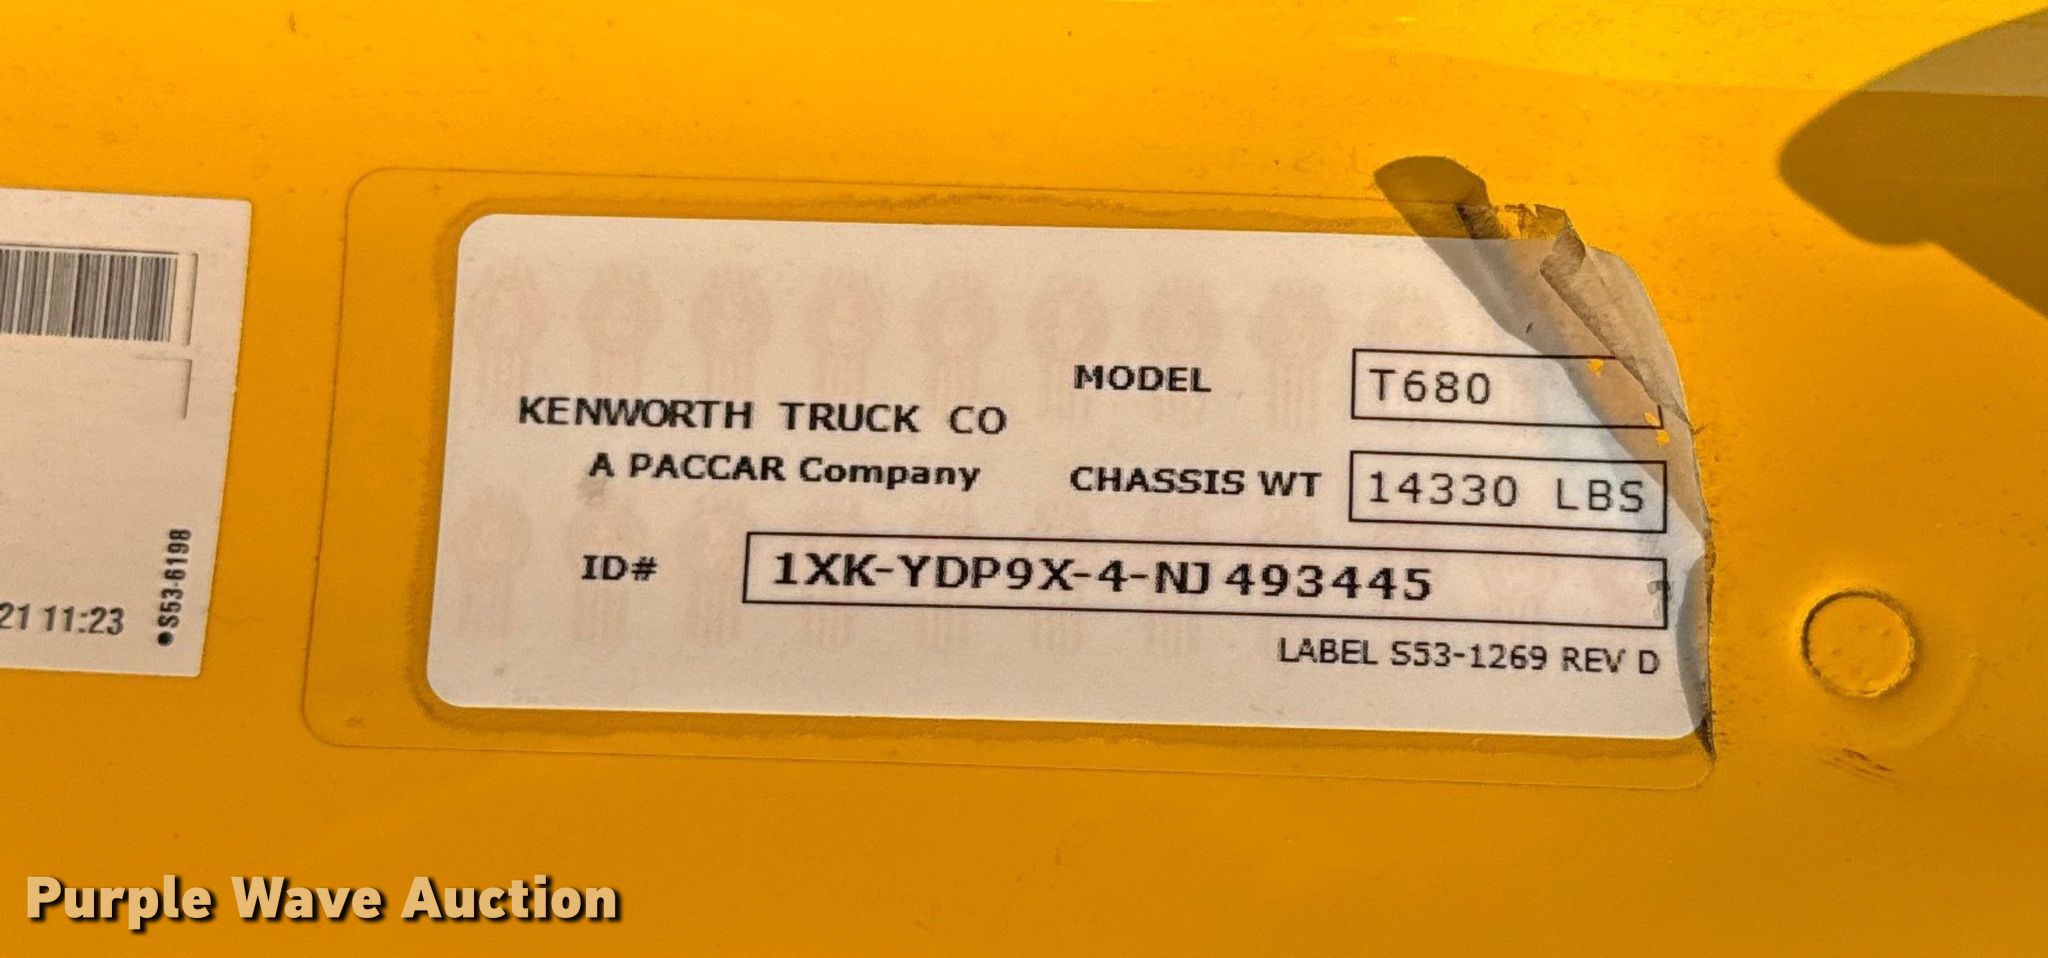 S53-6198
21 11:23
MODEL T680
KENWORTH TRUCK CO
A PACCAR Company
CHASSIS WT 14330 LBS
ID# 1XK-YDP9X-4-NJ493445
LABEL S53-1269 REV D
Purple Wave Auction